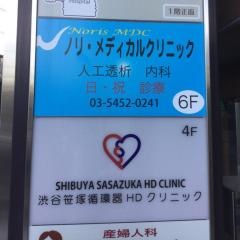 Hospital
1階正面
Noris MDC
ノリ・メディカルクリニック
人工透析 内科
日・祝 診療
03-5452-0241
6F
4F
SHIBUYA SASAZUKA HD CLINIC
渋谷笹塚循環器HDクリニック
産婦人科